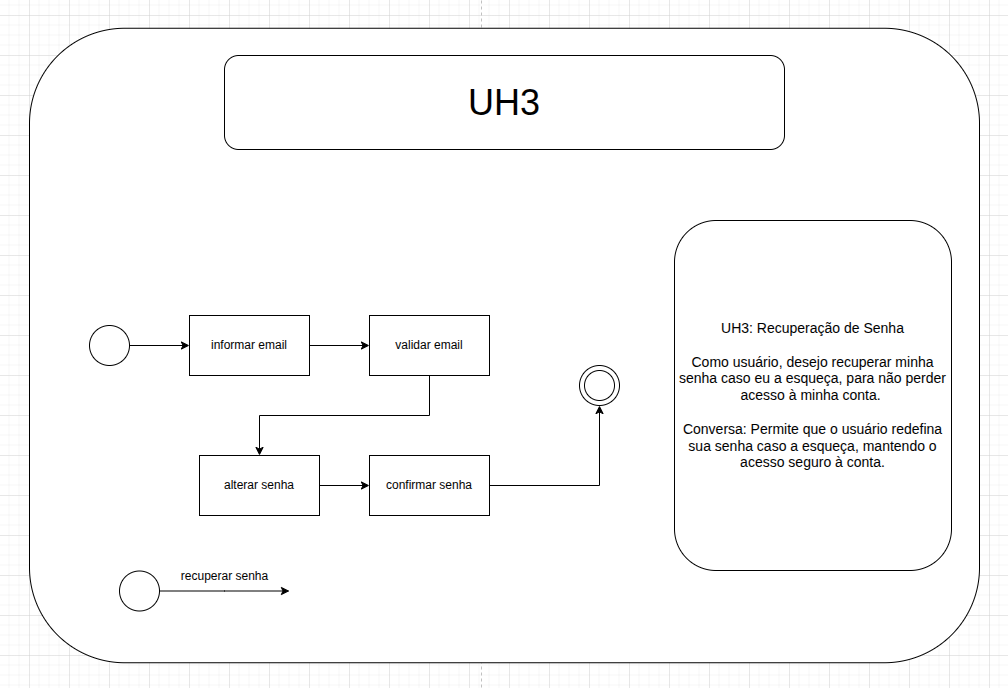 UH3
informar email
validar email
alterar senha
confirmar senha
recuperar senha
UH3: Recuperação de Senha
Como usuário, desejo recuperar minha
senha caso eu a esqueça, para não perder
acesso à minha conta.
Conversa: Permite que o usuário redefina
sua senha caso a esqueça, mantendo o
acesso seguro à conta.